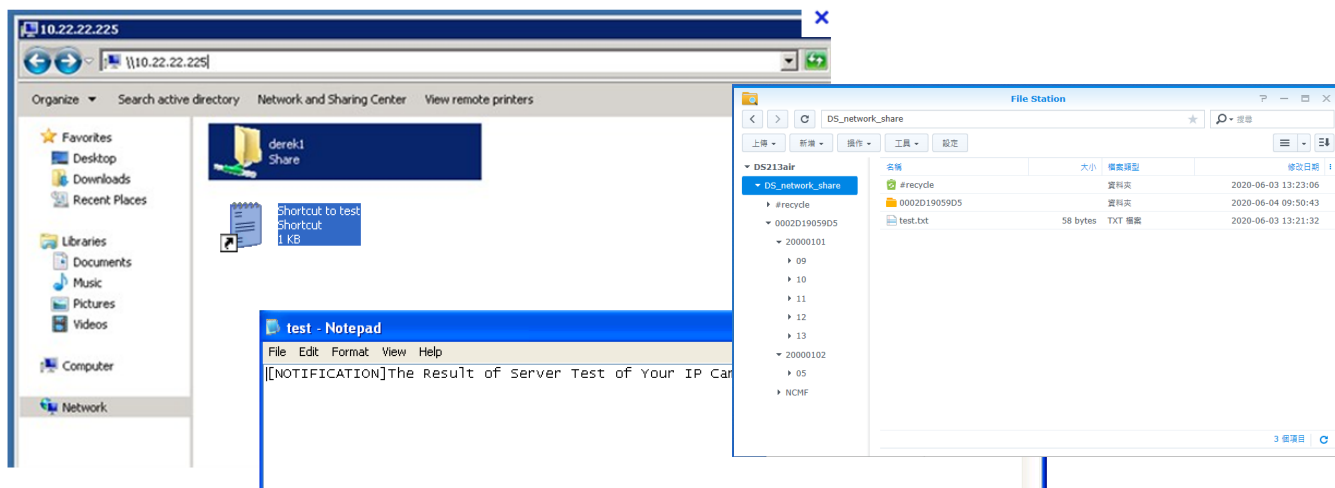 10.22.22.225
\\10.22.22.225
Organize Search active directory Network and Sharing Center View remote printers
Favorites
Desktop
Downloads
Recent Places
Libraries
Documents
Music
Pictures
Videos
Computer
Network
derek1
Share
Shortcut to test
Shortcut
1 KB
test - Notepad
File Edit Format View Help
[NOTIFICATION]The Result of Server Test of Your IP Cam
File Station
DS_network_share
搜尋
上傳 新增 操作 工具 設定
DS213air
DS_network_share
#recycle
0002D19059D5
20000101
09
10
11
12
13
20000102
05
NCMF
名稱 大小 檔案類型 修改日期
#recycle 資料夾 2020-06-03 13:23:06
0002D19059D5 資料夾 2020-06-04 09:50:43
test.txt 58 bytes TXT 檔案 2020-06-03 13:21:32
3 個項目